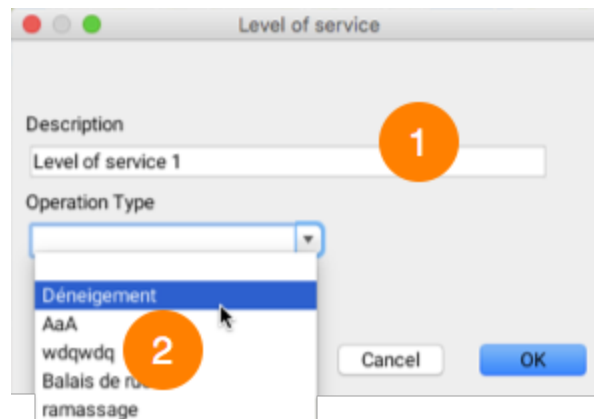 Level of service
Description
1
Level of service 1
Operation Type
Déneigement
AaA
wdqwdq
2
Balais de
Cancel
OK
ramassage